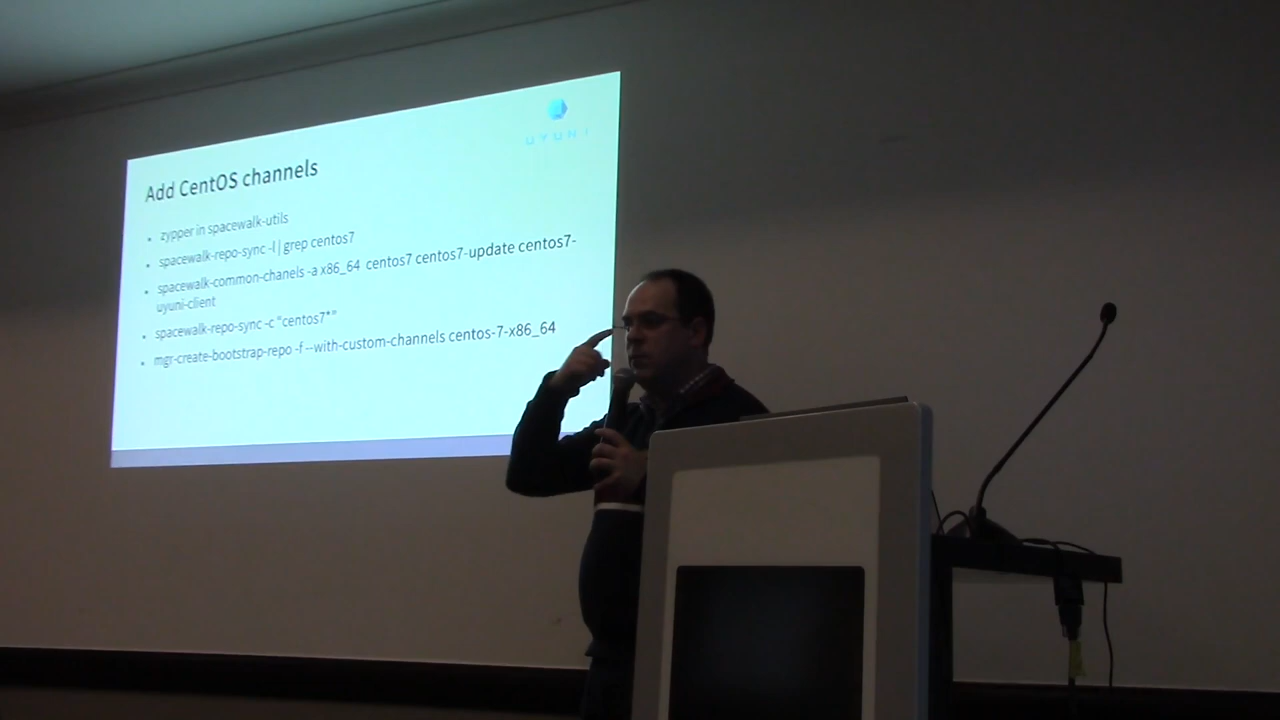 UYUNI
Add CentOS channels
• zypper in spacewalk-utils
• spacewalk-repo-sync -l | grep centos7
• spacewalk-common-chanels -a x86_64 centos7 centos7-update centos7-
uyuni-client
• spacewalk-repo-sync -c "centos7*"
• mgr-create-bootstrap-repo -f --with-custom-channels centos-7-x86_64